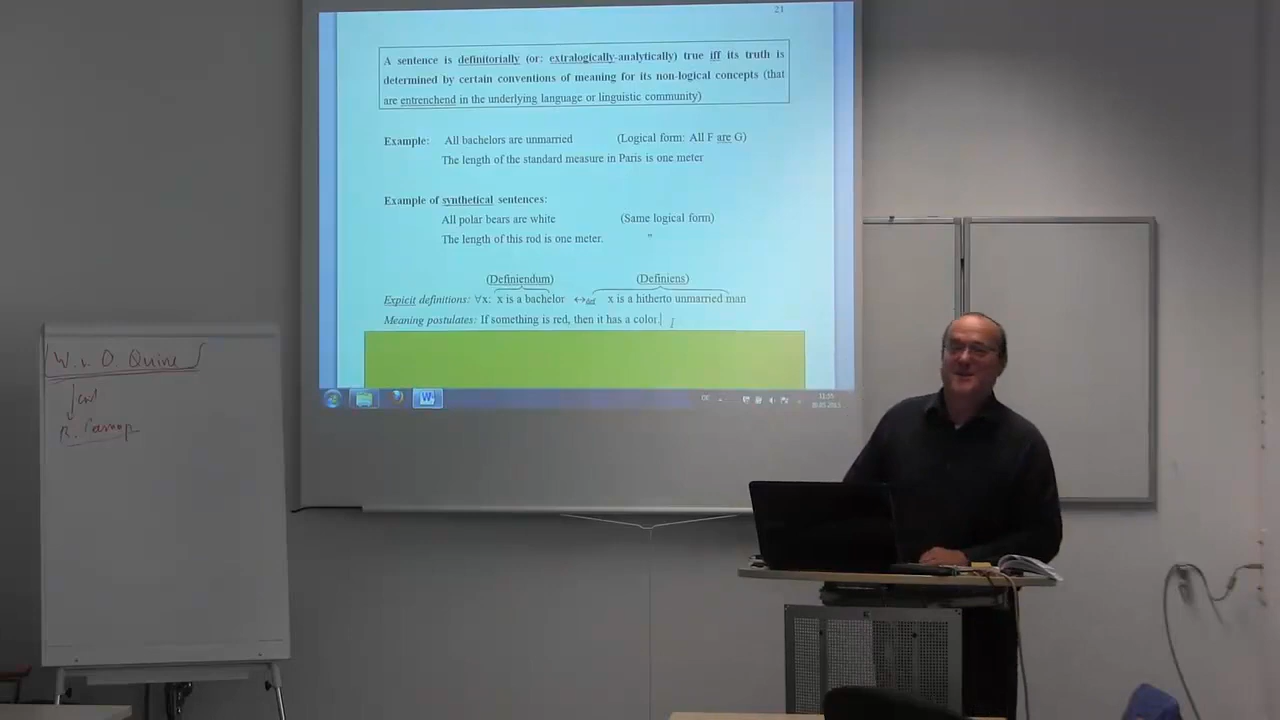 21
A sentence is definitorially (or: extralogically-analytically) true iff its truth is
determined by certain conventions of meaning for its non-logical concepts (that
are entrenchend in the underlying language or linguistic community)
Example: All bachelors are unmarried (Logical form: All F are G)
The length of the standard measure in Paris is one meter
Example of synthetical sentences:
All polar bears are white (Same logical form)
The length of this rod is one meter. "
(Definiendum) (Definiens)
Expicit definitions: ∀x: x is a bachelor ↔def x is a hitherto unmarried man
Meaning postulates: If something is red, then it has a color.
DE
W. v. O Quine
R. Carnap